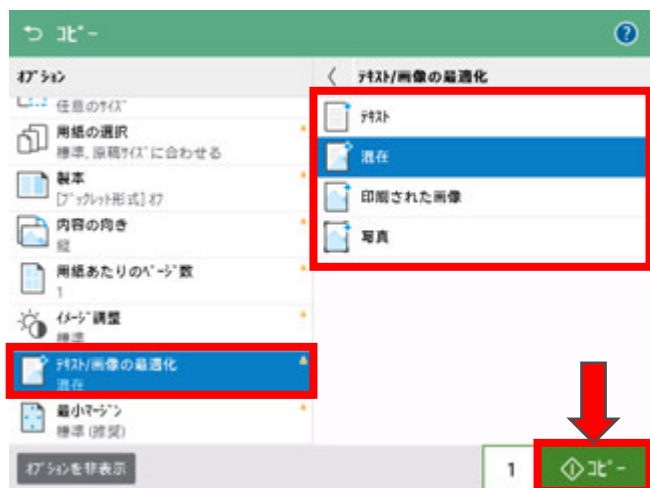 コピー
オプション
任意のサイズ
用紙の選択
標準, 原稿サイズに合わせる
製本
[ブックレット形式] オフ
内容の向き
縦
用紙あたりのページ数
1
イメージ調整
標準
テキスト/画像の最適化
混在
最小マージン
標準 (推奨)
オプションを非表示
テキスト/画像の最適化
テキスト
混在
印刷された画像
写真
1
コピー